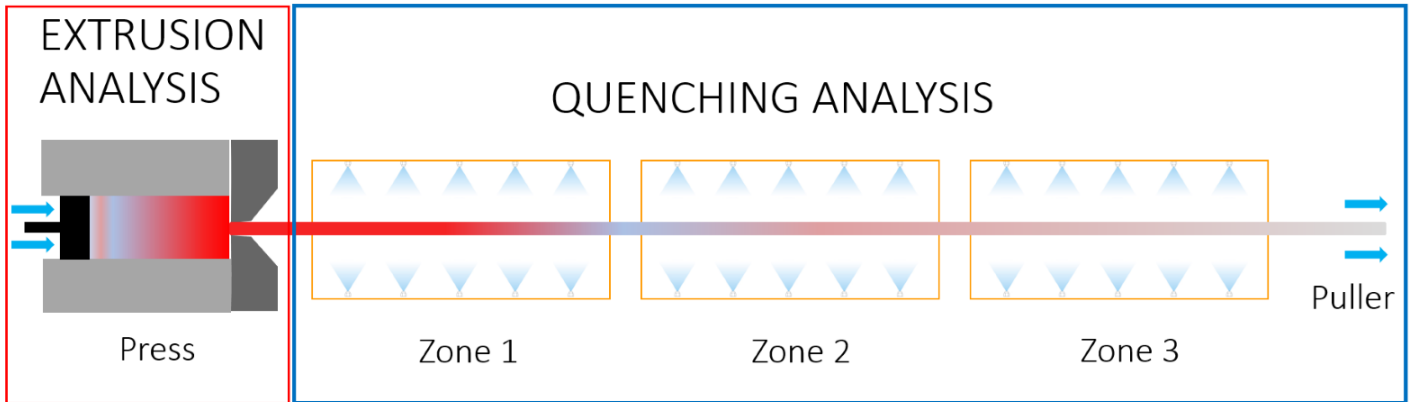 EXTRUSION
ANALYSIS
QUENCHING ANALYSIS
Press
Zone 1
Zone 2
Zone 3
Puller